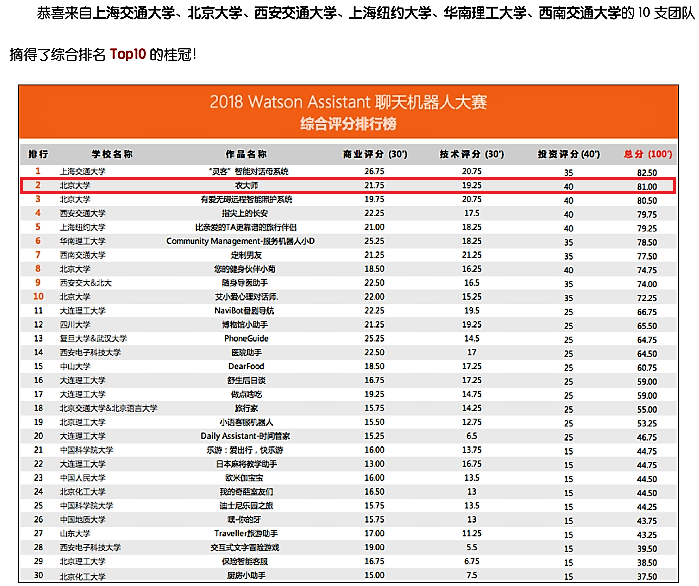 恭喜来自上海交通大学、北京大学、西安交通大学、上海纽约大学、华南理工大学、西南交通大学的 10 支团队
摘得了综合排名 Top10 的桂冠!
2018 Watson Assistant 聊天机器人大赛
综合评分排行榜
排行 学校名称 作品名称 商业评分 (30') 技术评分 (30') 投资评分 (40') 总分 (100')
1 上海交通大学 “灵客”智能对话母系统 26.75 20.75 35 82.50
2 北京大学 衣大师 21.75 19.25 40 81.00
3 北京大学 有爱无碍远程智能陪护系统 19.75 20.75 40 80.50
4 西安交通大学 指尖上的长安 22.25 17.5 40 79.75
5 上海纽约大学 比亲爱的TA更靠谱的旅行伴侣 21.00 18.25 40 79.25
6 华南理工大学 Community Management-服务机器人小D 25.25 18.25 35 78.50
7 西南交通大学 定制男友 21.25 21.25 35 77.50
8 北京大学 您的健身伙伴小萄 18.50 16.25 40 74.75
9 西安交大&北大 随身导医助手 22.50 16.5 35 74.00
10 北京大学 艾小爱心理对话师. 22.00 15.25 35 72.25
11 大连理工大学 NaviBot番剧导航 22.25 19.5 25 66.75
12 四川大学 博物馆小助手 21.25 19.25 25 65.50
13 复旦大学&武汉大学 PhoneGuide 25.25 14.5 25 64.75
14 西安电子科技大学 医院助手 22.50 17 25 64.50
15 中山大学 DearFood 18.50 17.25 25 60.75
16 大连理工大学 舒生后日谈 16.75 17.25 25 59.00
17 大连理工大学 做点啥吃 19.25 14.75 25 59.00
18 北京交通大学&北京语言大学 旅行家 15.75 14.25 25 55.00
19 北京理工大学 小语客服机器人 15.50 12.75 25 53.25
20 大连理工大学 Daily Assistant-时间管家 15.25 6.5 25 46.75
21 中国科学院大学 乐游：爱出行，快乐游 16.00 13.75 15 44.75
22 大连理工大学 日本麻将教学助手 13.00 16.75 15 44.75
23 中国人民大学 欧米伽宝宝 16.00 13.5 15 44.50
24 北京化工大学 我的奇葩室友们 16.50 13 15 44.50
25 中国科学院大学 迪士尼乐园之旅 15.75 13.5 15 44.25
26 中国地质大学 嘿-你的牙 15.75 13 15 43.75
27 山东大学 Traveller旅游助手 17.00 11.25 15 43.25
28 西安电子科技大学 交互式文字冒险游戏 19.00 5.5 15 39.50
29 北京理工大学 保险智能客服 16.75 6.75 15 38.50
30 北京化工大学 厨房小助手 15.00 7.5 15 37.50